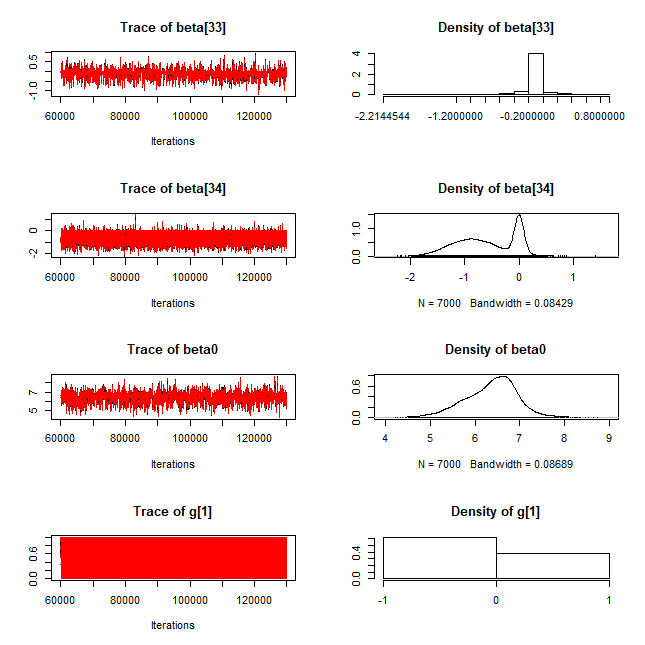 Trace of beta[33]
-1.0 0.5
60000 80000 100000 120000
Iterations
Density of beta[33]
0 2 4
-2.2144544 -1.2000000 -0.2000000 0.8000000
Trace of beta[34]
-2 0
60000 80000 100000 120000
Iterations
Density of beta[34]
0.0 1.0
-2 -1 0 1
N = 7000 Bandwidth = 0.08429
Trace of beta0
5 7
60000 80000 100000 120000
Iterations
Density of beta0
0.0 0.6
4 5 6 7 8 9
N = 7000 Bandwidth = 0.08689
Trace of g[1]
0.0 0.6
60000 80000 100000 120000
Iterations
Density of g[1]
0.0 0.4
-1 0 1